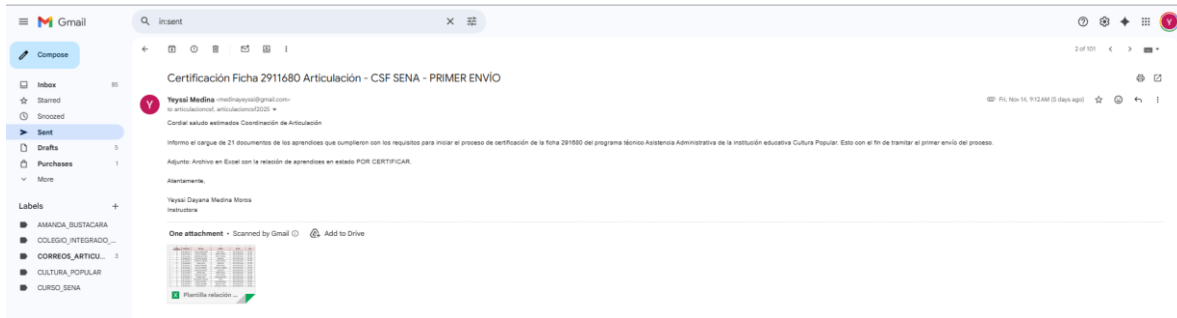 Gmail
in:sent
Compose
2 of 101
Inbox 85
Starred
Snoozed
Sent
Drafts 5
Purchases 1
More
Labels
AMANDA_BUSTACARA
COLEGIO_INTEGRADO_...
CORREOS_ARTICU... 3
CULTURA_POPULAR
CURSO_SENA
Certificación Ficha 2911680 Articulación - CSF SENA - PRIMER ENVÍO
Y
Yeyssi Medina <medinayeyssi@gmail.com>
Fri, Nov 14, 9:12 AM (5 days ago)
to articulacioncsf, articulacioncsf2025
Cordial saludo estimados Coordinación de Articulación
Informo el cargue de 21 documentos de los aprendices que cumplieron con los requisitos para iniciar el proceso de certificación de la ficha 291680 del programa técnico Asistencia Administrativa de la institución educativa Cultura Popular. Esto con el fin de tramitar el primer envío del proceso.
Adjunto: Archivo en Excel con la relación de aprendices en estado POR CERTIFICAR.
Atentamente,
Yeyssi Dayana Medina Moros
Instructora
One attachment • Scanned by Gmail
Add to Drive
Plantilla relación ...